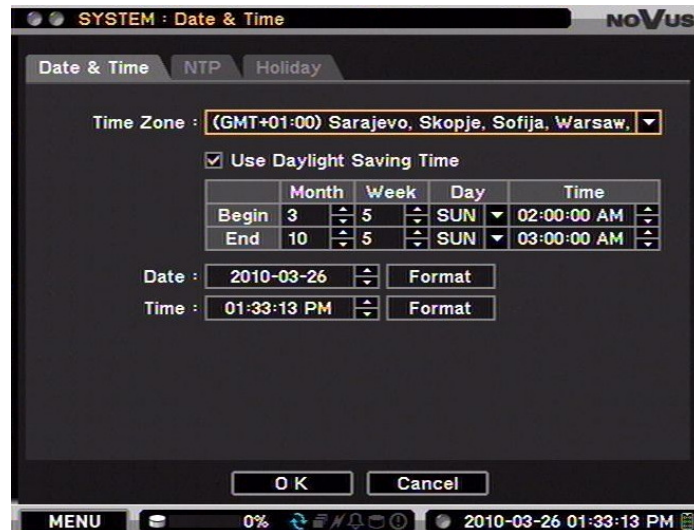 SYSTEM : Date & Time
NOVUS
Date & Time NTP Holiday
Time Zone : (GMT+01:00) Sarajevo, Skopje, Sofija, Warsaw,
Use Daylight Saving Time
Month Week Day Time
Begin 3 5 SUN 02:00:00 AM
End 10 5 SUN 03:00:00 AM
Date : 2010-03-26 Format
Time : 01:33:13 PM Format
OK Cancel
MENU 0% 2010-03-26 01:33:13 PM